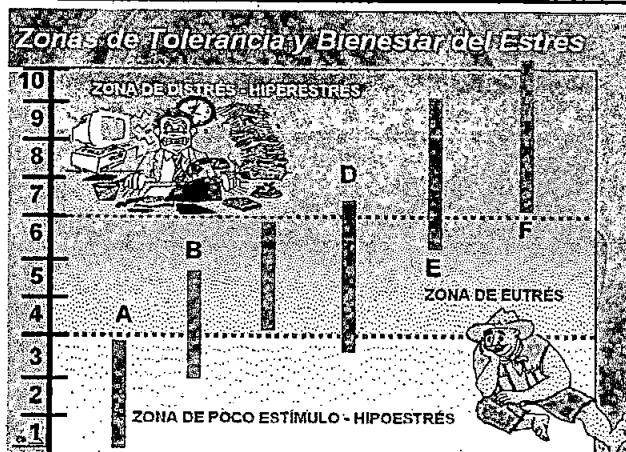 Zonas de Tolerancia y Bienestar del Estrés
10
ZONA DE DISTRÉS - HIPERESTRÉS
9
8
7
D
6
F
B
E
5
ZONA DE EUTRÉS
4
A
3
2
ZONA DE POCO ESTÍMULO - HIPOESTRÉS
1